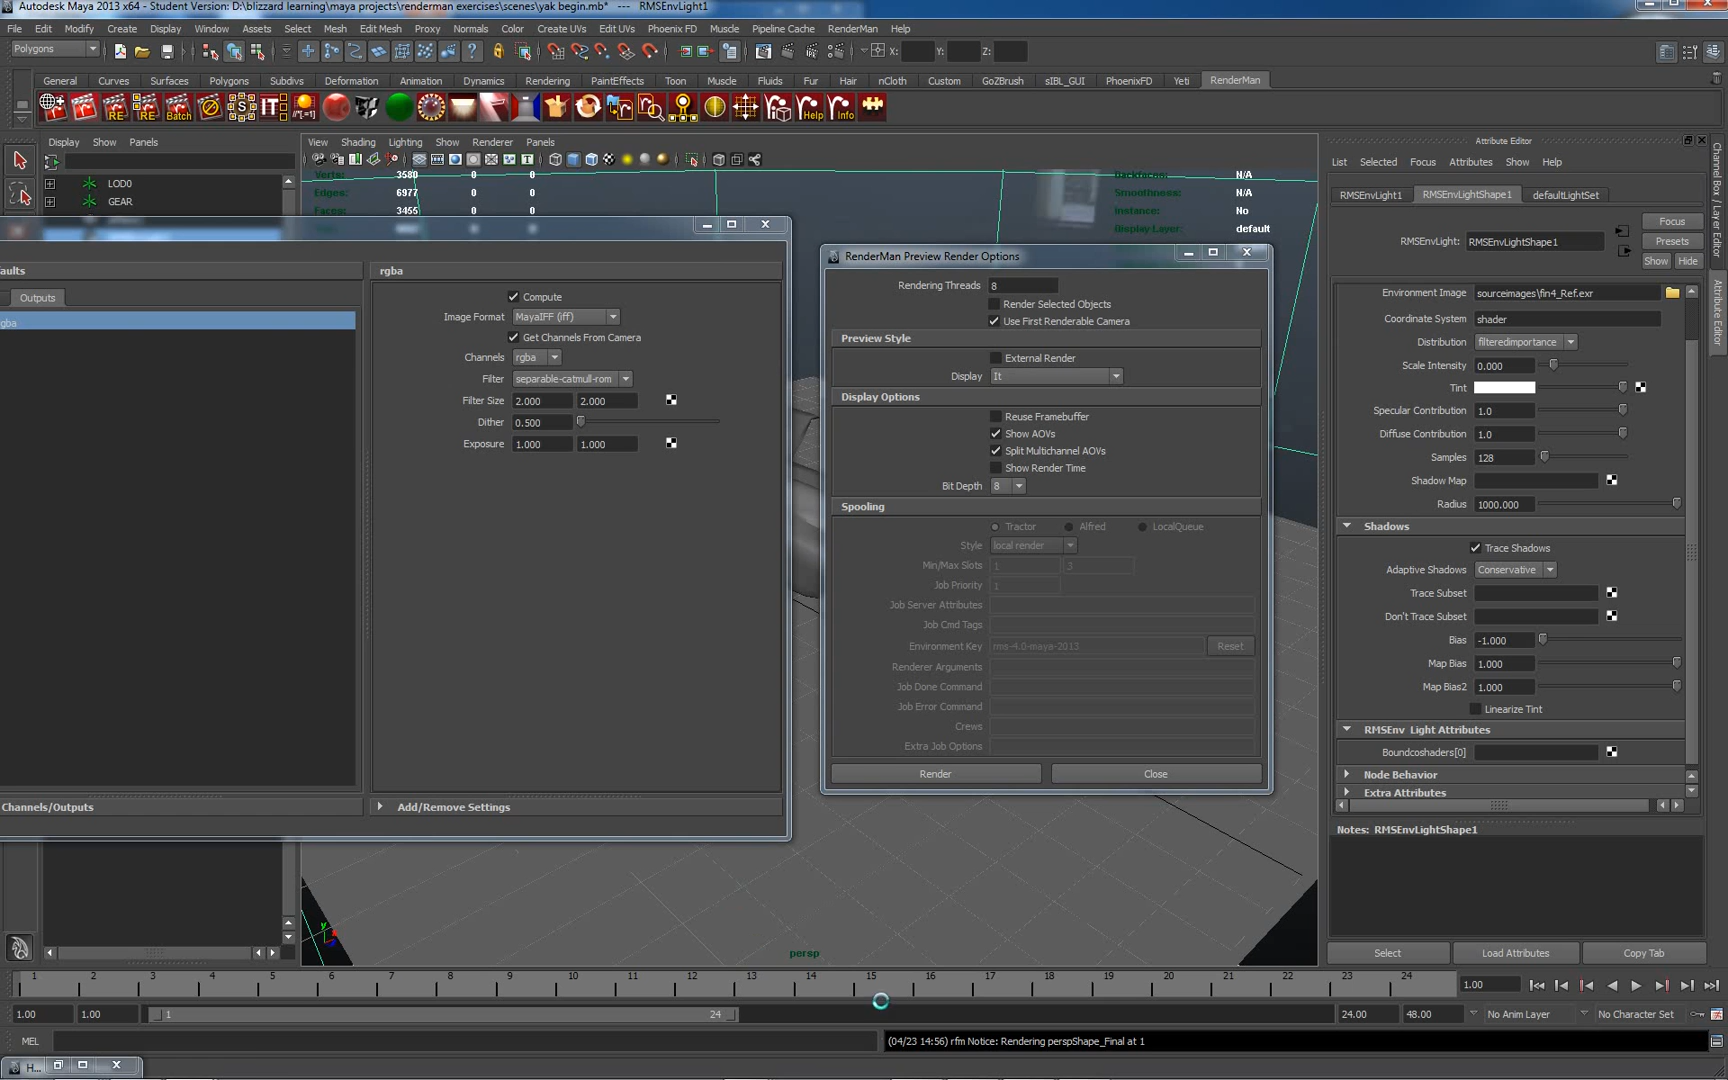 Autodesk Maya 2013 x64 - Student Version: D:\blizzard learning\maya projects\renderman exercises\scenes\yak begin.mb* --- RMSEnvLight1
File Edit Modify Create Display Window Assets Select Mesh Edit Mesh Proxy Normals Color Create UVs Edit UVs Phoenix FD Muscle Pipeline Cache RenderMan Help
Polygons X: Y: Z:
General Curves Surfaces Polygons Subdivs Deformation Animation Dynamics Rendering PaintEffects Toon Muscle Fluids Fur Hair nCloth Custom GoZBrush sIBL_GUI PhoenixFD Yeti RenderMan
RE RE Batch S IT Help Info
Display Show Panels
View Shading Lighting Show Renderer Panels
LOD0
GEAR
Verts: 3580 0 0
Edges: 6977 0 0
Faces: 3455 0 0
Backfaces: N/A
Smoothness: N/A
Instance: No
Display Layer: default
aults
Outputs
gba
Channels/Outputs
rgba
Compute
Image Format MayaIFF (iff)
Get Channels From Camera
Channels rgba
Filter separable-catmull-rom
Filter Size 2.000 2.000
Dither 0.500
Exposure 1.000 1.000
Add/Remove Settings
RenderMan Preview Render Options
Rendering Threads 8
Render Selected Objects
Use First Renderable Camera
Preview Style
External Render
Display It
Display Options
Reuse Framebuffer
Show AOVs
Split Multichannel AOVs
Show Render Time
Bit Depth 8
Spooling
Tractor Alfred LocalQueue
Style local render
Min/Max Slots 1 3
Job Priority 1
Job Server Attributes
Job Cmd Tags
Environment Key rms-4.0-maya-2013 Reset
Renderer Arguments
Job Done Command
Job Error Command
Crews
Extra Job Options
Render Close
persp
Attribute Editor
List Selected Focus Attributes Show Help
RMSEnvLight1 RMSEnvLightShape1 defaultLightSet
Focus
RMSEnvLight: RMSEnvLightShape1 Presets
Show Hide
Environment Image sourceimages\fin4_Ref.exr
Coordinate System shader
Distribution filteredimportance
Scale Intensity 0.000
Tint
Specular Contribution 1.0
Diffuse Contribution 1.0
Samples 128
Shadow Map
Radius 1000.000
Shadows
Trace Shadows
Adaptive Shadows Conservative
Trace Subset
Don't Trace Subset
Bias -1.000
Map Bias 1.000
Map Bias2 1.000
Linearize Tint
RMSEnv Light Attributes
Boundcoshaders[0]
Node Behavior
Extra Attributes
Notes: RMSEnvLightShape1
Select Load Attributes Copy Tab
Channel Box / Layer Editor
Attribute Editor
1 2 3 4 5 6 7 8 9 10 11 12 13 14 15 16 17 18 19 20 21 22 23 24 1.00
1.00 1.00 1 24 24.00 48.00 No Anim Layer No Character Set
MEL (04/23 14:56) rfm Notice: Rendering perspShape_Final at 1
H...